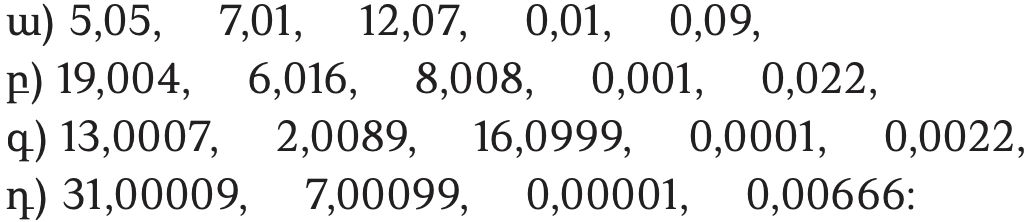 ա) 5,05, 7,01, 12,07, 0,01, 0,09,
բ) 19,004, 6,016, 8,008, 0,001, 0,022,
գ) 13,0007, 2,0089, 16,0999, 0,0001, 0,0022,
դ) 31,00009, 7,00099, 0,00001, 0,00666: